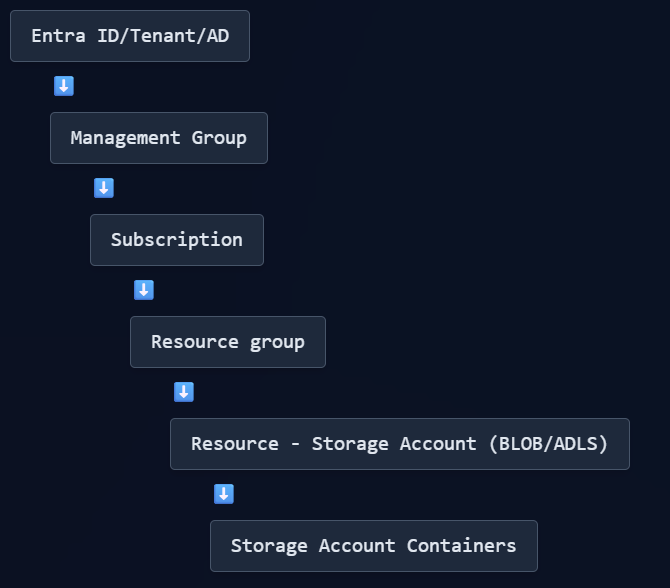 Entra ID/Tenant/AD
Management Group
Subscription
Resource group
Resource - Storage Account (BLOB/ADLS)
Storage Account Containers